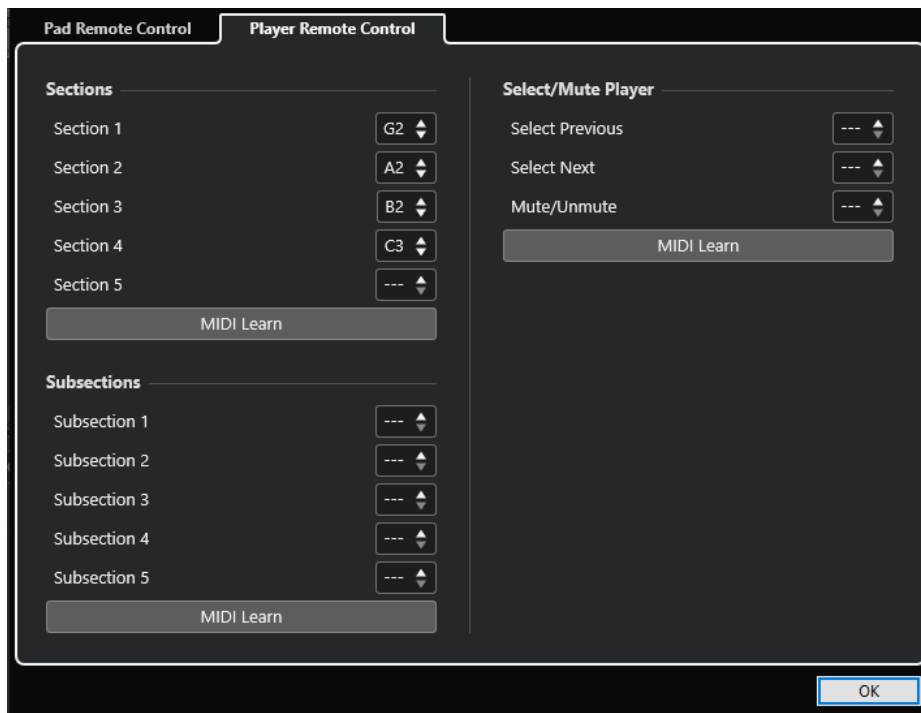 Pad Remote Control
Player Remote Control
Sections
Section 1 G2
Section 2 A2
Section 3 B2
Section 4 C3
Section 5 ---
MIDI Learn
Subsections
Subsection 1 ---
Subsection 2 ---
Subsection 3 ---
Subsection 4 ---
Subsection 5 ---
MIDI Learn
Select/Mute Player
Select Previous ---
Select Next ---
Mute/Unmute ---
MIDI Learn
OK